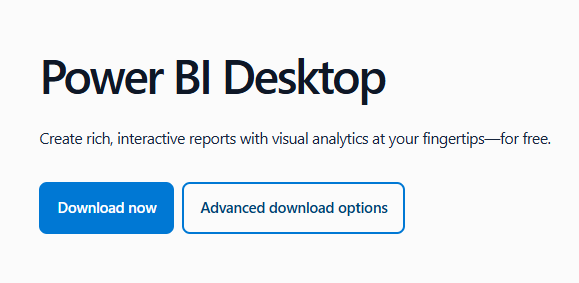 Power BI Desktop
Create rich, interactive reports with visual analytics at your fingertips—for free.
Download now
Advanced download options